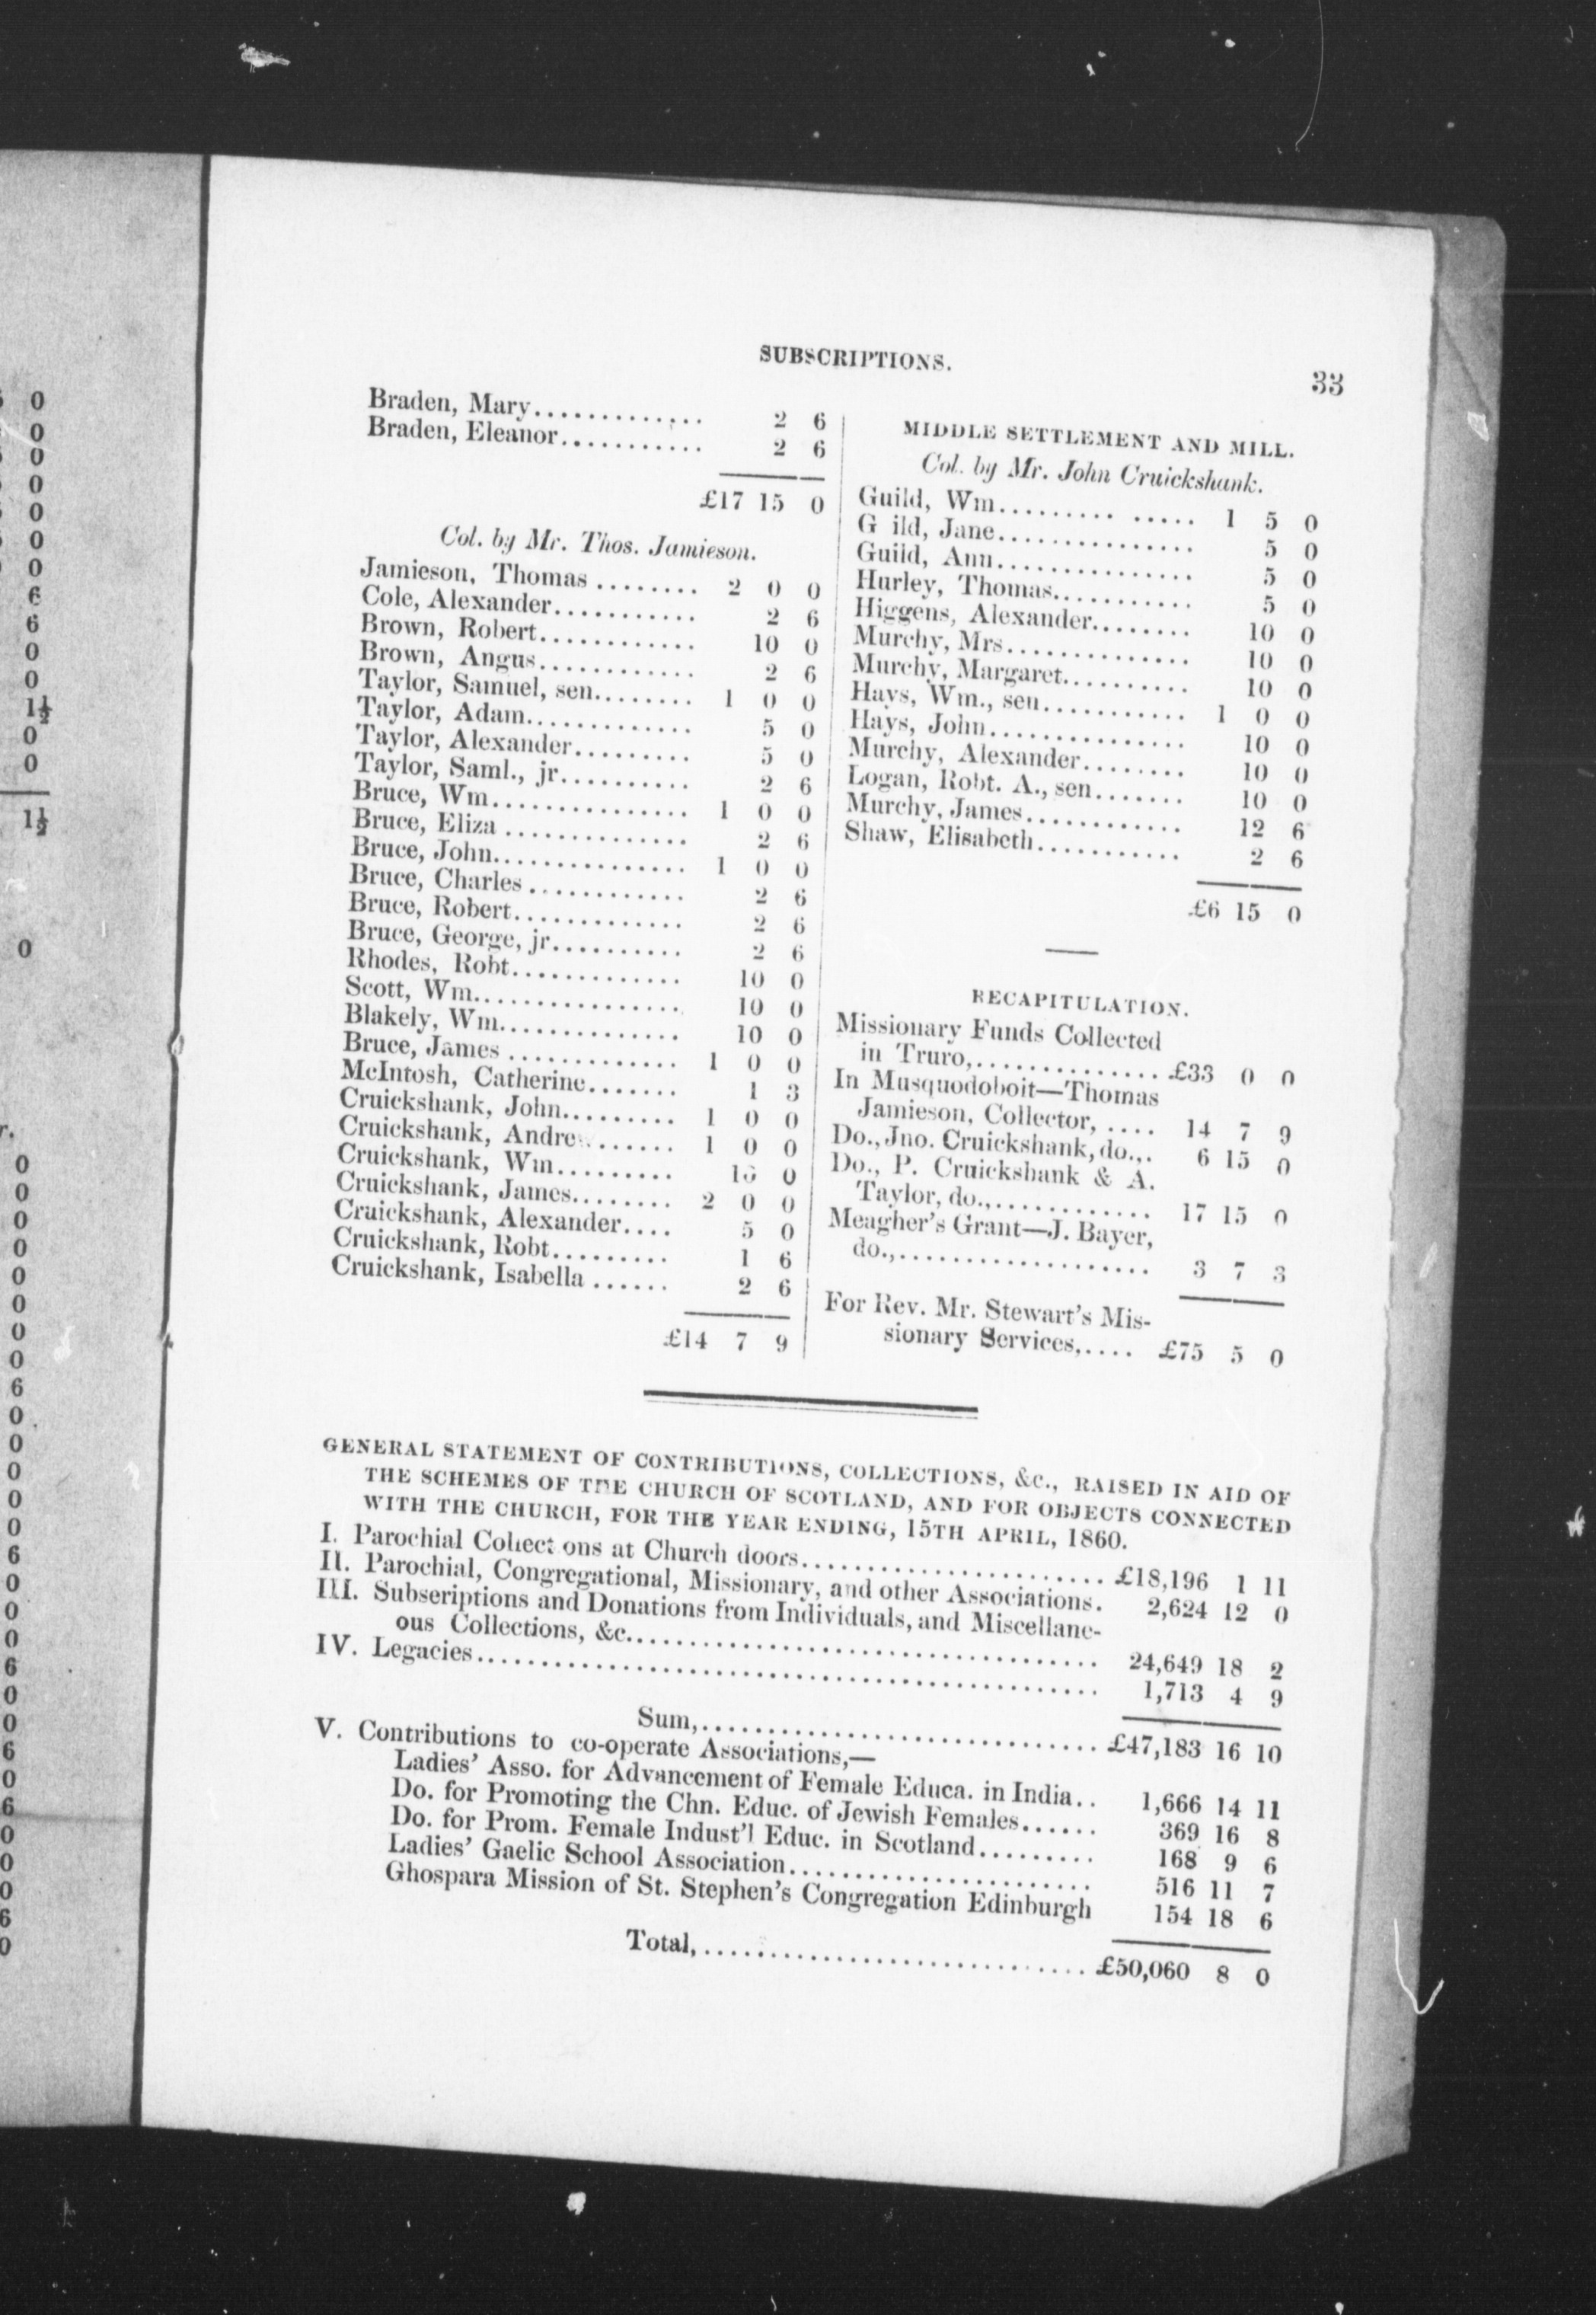 SUBSCRIPTIONS.
33
Braden, Mary............. 2 6
Braden, Eleanor........... 2 6
£17 15 0
Col. by Mr. Thos. Jamieson.
Jamieson, Thomas ........ 2 0 0
Cole, Alexander........... 2 6
Brown, Robert............ 10 0
Brown, Angus............ 2 6
Taylor, Samuel, sen........ 1 0 0
Taylor, Adam............. 5 0
Taylor, Alexander......... 5 0
Taylor, Saml., jr.......... 2 6
Bruce, Wm............... 1 0 0
Bruce, Eliza .............. 2 6
Bruce, John............... 1 0 0
Bruce, Charles ............ 2 6
Bruce, Robert............. 2 6
Bruce, George, jr.......... 2 6
Rhodes, Robt............. 10 0
Scott, Wm................ 10 0
Blakely, Wm.............. 10 0
Bruce, James ............. 1 0 0
McIntosh, Catherine....... 1 3
Cruickshank, John......... 1 0 0
Cruickshank, Andre ....... 1 0 0
Cruickshank, Wm......... 0
Cruickshank, James........ 2 0 0
Cruickshank, Alexander.... 5 0
Cruickshank, Robt......... 1 6
Cruickshank, Isabella ...... 2 6
£14 7 9
MIDDLE SETTLEMENT AND MILL.
Col. by Mr. John Cruickshank.
Guild, Wm......... ..... 1 5 0
G ild, Jane............... 5 0
Guild, Ann............... 5 0
Hurley, Thomas........... 5 0
Higgens, Alexander........ 10 0
Murchy, Mrs.............. 10 0
Murchy, Margaret.......... 10 0
Hays, Wm., sen........... 1 0 0
Hays, John............... 10 0
Murchy, Alexander........ 10 0
Logan, Robt. A., sen....... 10 0
Murchy, James............ 12 6
Shaw, Elisabeth........... 2 6
£6 15 0
RECAPITULATION.
Missionary Funds Collected
in Truro,............... £33 0 0
In Musquodoboit—Thomas
Jamieson, Collector, .... 14 7 9
Do., Jno. Cruickshank, do.,. 6 15 0
Do., P. Cruickshank & A.
Taylor, do.,............. 17 15 0
Meagher's Grant—J. Bayer,
do.,................... 3 7 3
For Rev. Mr. Stewart's Mis-
sionary Services,.... £75 5 0
GENERAL STATEMENT OF CONTRIBUTIONS, COLLECTIONS, &C., RAISED IN AID OF
THE SCHEMES OF THE CHURCH OF SCOTLAND, AND FOR OBJECTS CONNECTED
WITH THE CHURCH, FOR THE YEAR ENDING, 15TH APRIL, 1860.
I. Parochial Collect ons at Church doors........................ £18,196 1 11
II. Parochial, Congregational, Missionary, and other Associations. 2,624 12 0
III. Subscriptions and Donations from Individuals, and Miscellane-
ous Collections, &c..................................... 24,649 18 2
IV. Legacies................................................. 1,713 4 9
Sum,............................... £47,183 16 10
V. Contributions to co-operate Associations,—
Ladies' Asso. for Advancement of Female Educa. in India.. 1,666 14 11
Do. for Promoting the Chn. Educ. of Jewish Females...... 369 16 8
Do. for Prom. Female Indust'l Educ. in Scotland......... 168 9 6
Ladies' Gaelic School Association....................... 516 11 7
Ghospara Mission of St. Stephen's Congregation Edinburgh 154 18 6
Total,.............................. £50,060 8 0